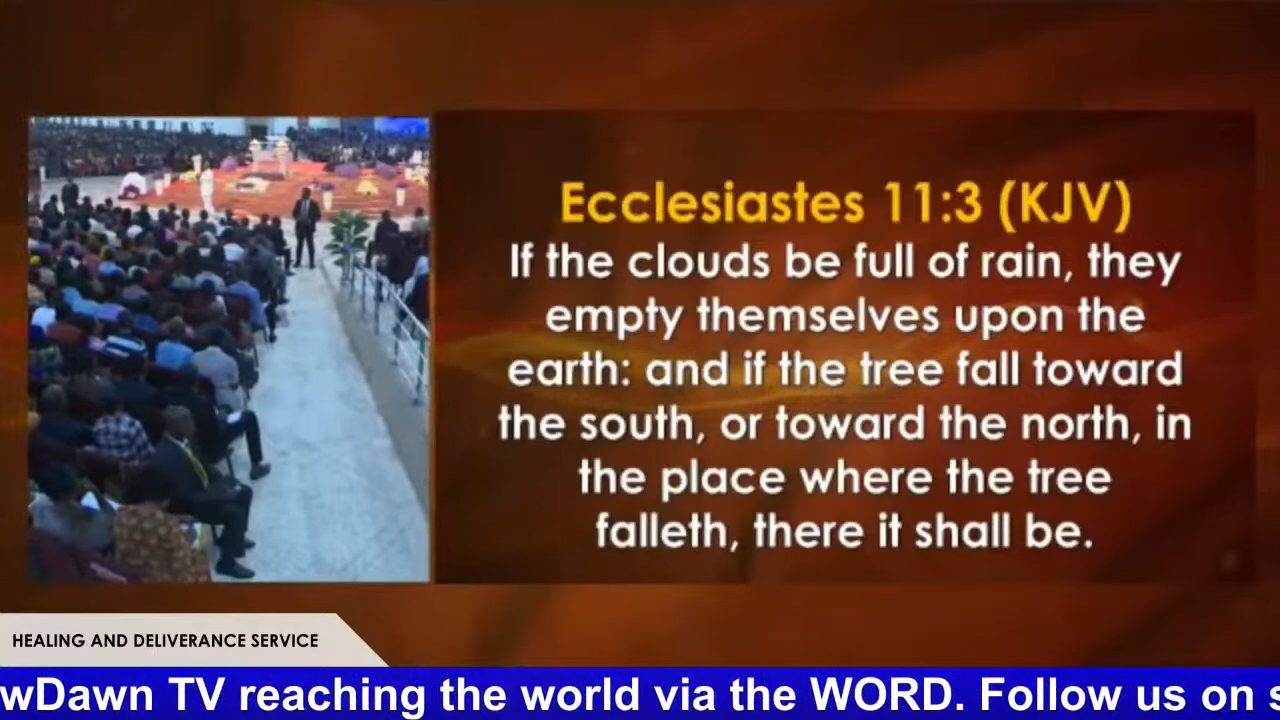 Ecclesiastes 11:3 (KJV)
If the clouds be full of rain, they
empty themselves upon the
earth: and if the tree fall toward
the south, or toward the north, in
the place where the tree
falleth, there it shall be.
HEALING AND DELIVERANCE SERVICE
wDawn TV reaching the world via the WORD. Follow us on s